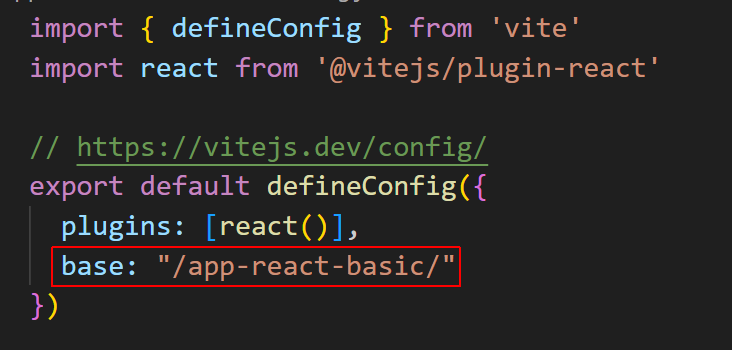 import { defineConfig } from 'vite'
import react from '@vitejs/plugin-react'
// https://vitejs.dev/config/
export default defineConfig({
  plugins: [react()],
  base: "/app-react-basic/"
})